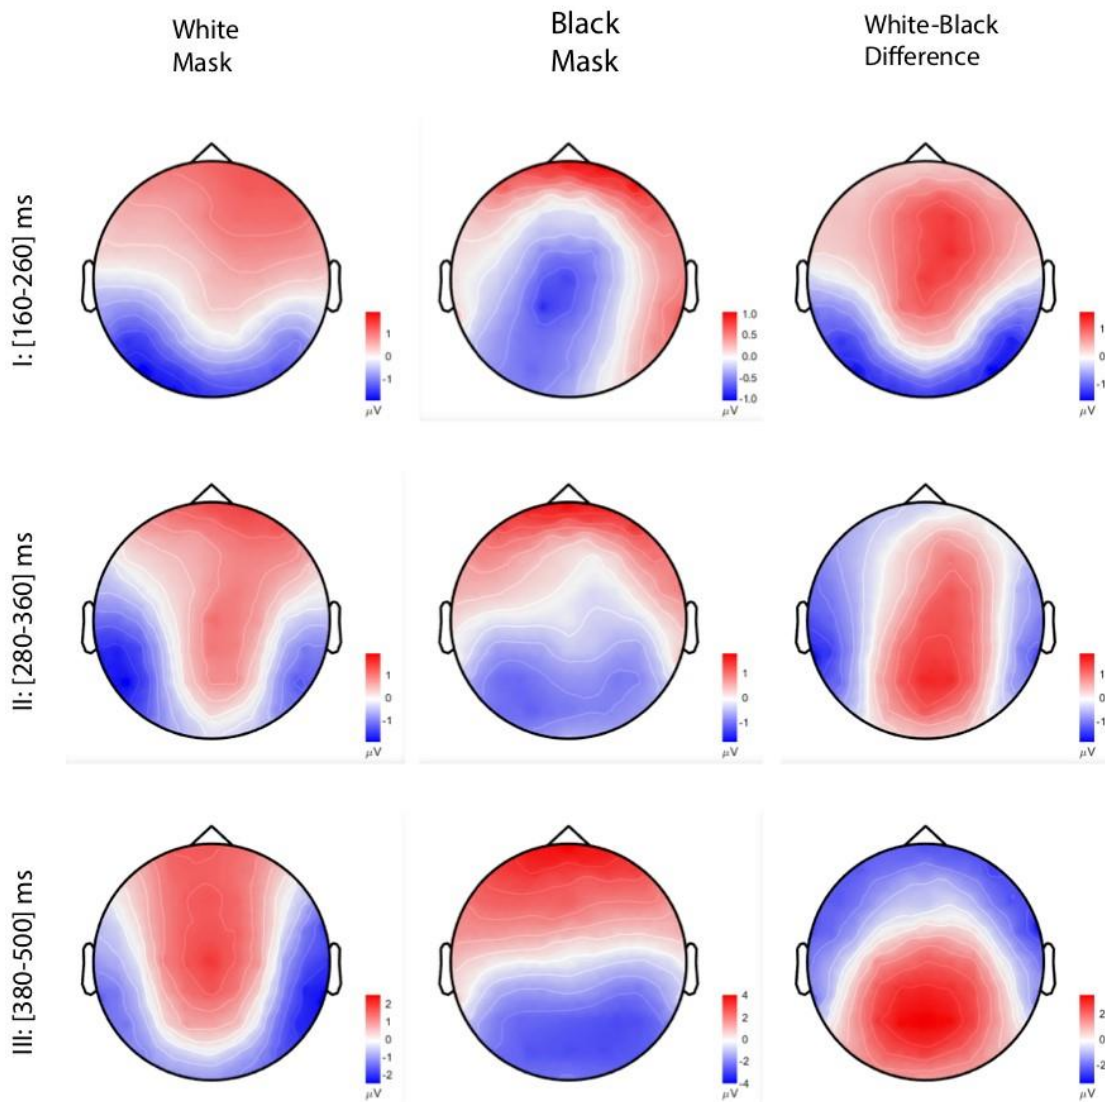 White
Mask
Black
Mask
White-Black
Difference
I: [160-260] ms
1
0
-1
μV
1.0
0.5
0.0
-0.5
-1.0
μV
1
0
-1
μV
II: [280-360] ms
1
0
-1
μV
1
0
-1
μV
1
0
-1
μV
III: [380-500] ms
2
1
0
-1
-2
μV
4
2
0
-2
-4
μV
2
0
-2
μV